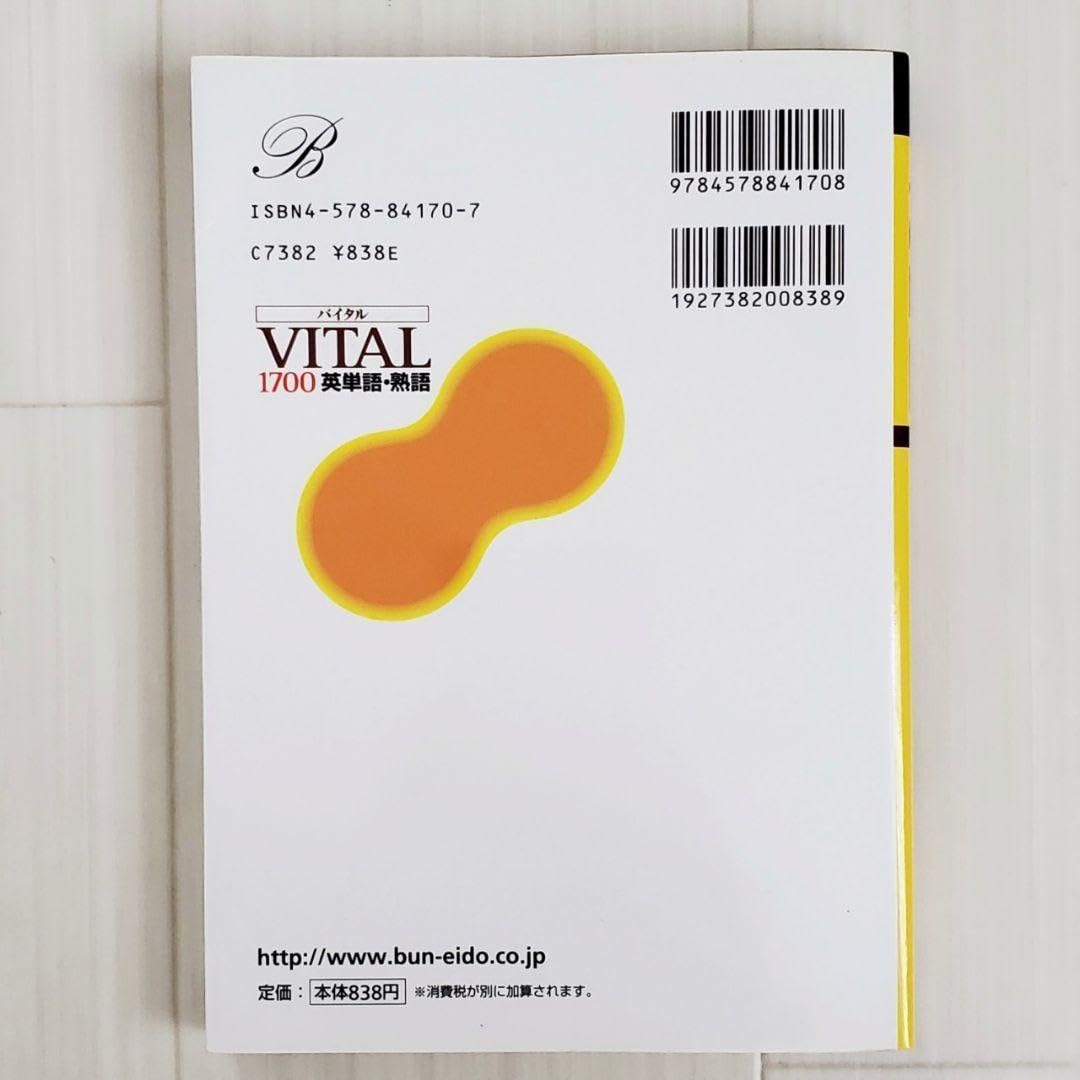 B
ISBN4-578-84170-7
C7382 ¥838E
9784578841708
1927382008389
バイタル
VITAL
1700 英単語・熟語
http://www.bun-eido.co.jp
定価：本体838円 ※消費税が別に加算されます。